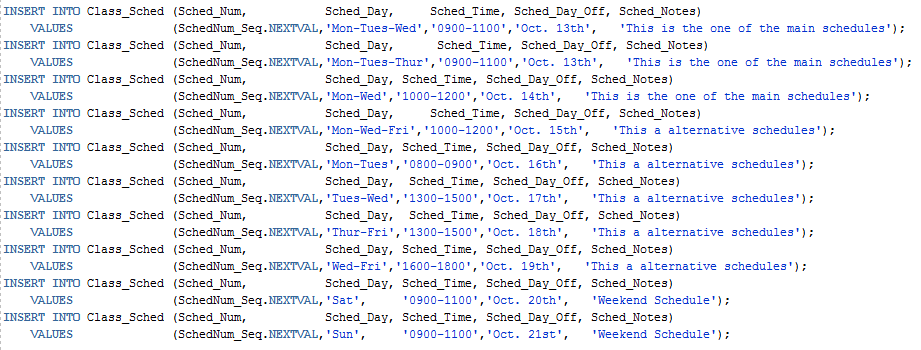 INSERT INTO Class_Sched (Sched_Num, Sched_Day, Sched_Time, Sched_Day_Off, Sched_Notes)
VALUES (SchedNum_Seq.NEXTVAL,'Mon-Tues-Wed','0900-1100','Oct. 13th', 'This is the one of the main schedules');
INSERT INTO Class_Sched (Sched_Num, Sched_Day, Sched_Time, Sched_Day_Off, Sched_Notes)
VALUES (SchedNum_Seq.NEXTVAL,'Mon-Tues-Thur','0900-1100','Oct. 13th', 'This is the one of the main schedules');
INSERT INTO Class_Sched (Sched_Num, Sched_Day, Sched_Time, Sched_Day_Off, Sched_Notes)
VALUES (SchedNum_Seq.NEXTVAL,'Mon-Wed','1000-1200','Oct. 14th', 'This is the one of the main schedules');
INSERT INTO Class_Sched (Sched_Num, Sched_Day, Sched_Time, Sched_Day_Off, Sched_Notes)
VALUES (SchedNum_Seq.NEXTVAL,'Mon-Wed-Fri','1000-1200','Oct. 15th', 'This a alternative schedules');
INSERT INTO Class_Sched (Sched_Num, Sched_Day, Sched_Time, Sched_Day_Off, Sched_Notes)
VALUES (SchedNum_Seq.NEXTVAL,'Mon-Tues','0800-0900','Oct. 16th', 'This a alternative schedules');
INSERT INTO Class_Sched (Sched_Num, Sched_Day, Sched_Time, Sched_Day_Off, Sched_Notes)
VALUES (SchedNum_Seq.NEXTVAL,'Tues-Wed','1300-1500','Oct. 17th', 'This a alternative schedules');
INSERT INTO Class_Sched (Sched_Num, Sched_Day, Sched_Time, Sched_Day_Off, Sched_Notes)
VALUES (SchedNum_Seq.NEXTVAL,'Thur-Fri','1300-1500','Oct. 18th', 'This a alternative schedules');
INSERT INTO Class_Sched (Sched_Num, Sched_Day, Sched_Time, Sched_Day_Off, Sched_Notes)
VALUES (SchedNum_Seq.NEXTVAL,'Wed-Fri','1600-1800','Oct. 19th', 'This a alternative schedules');
INSERT INTO Class_Sched (Sched_Num, Sched_Day, Sched_Time, Sched_Day_Off, Sched_Notes)
VALUES (SchedNum_Seq.NEXTVAL,'Sat', '0900-1100','Oct. 20th', 'Weekend Schedule');
INSERT INTO Class_Sched (Sched_Num, Sched_Day, Sched_Time, Sched_Day_Off, Sched_Notes)
VALUES (SchedNum_Seq.NEXTVAL,'Sun', '0900-1100','Oct. 21st', 'Weekend Schedule');